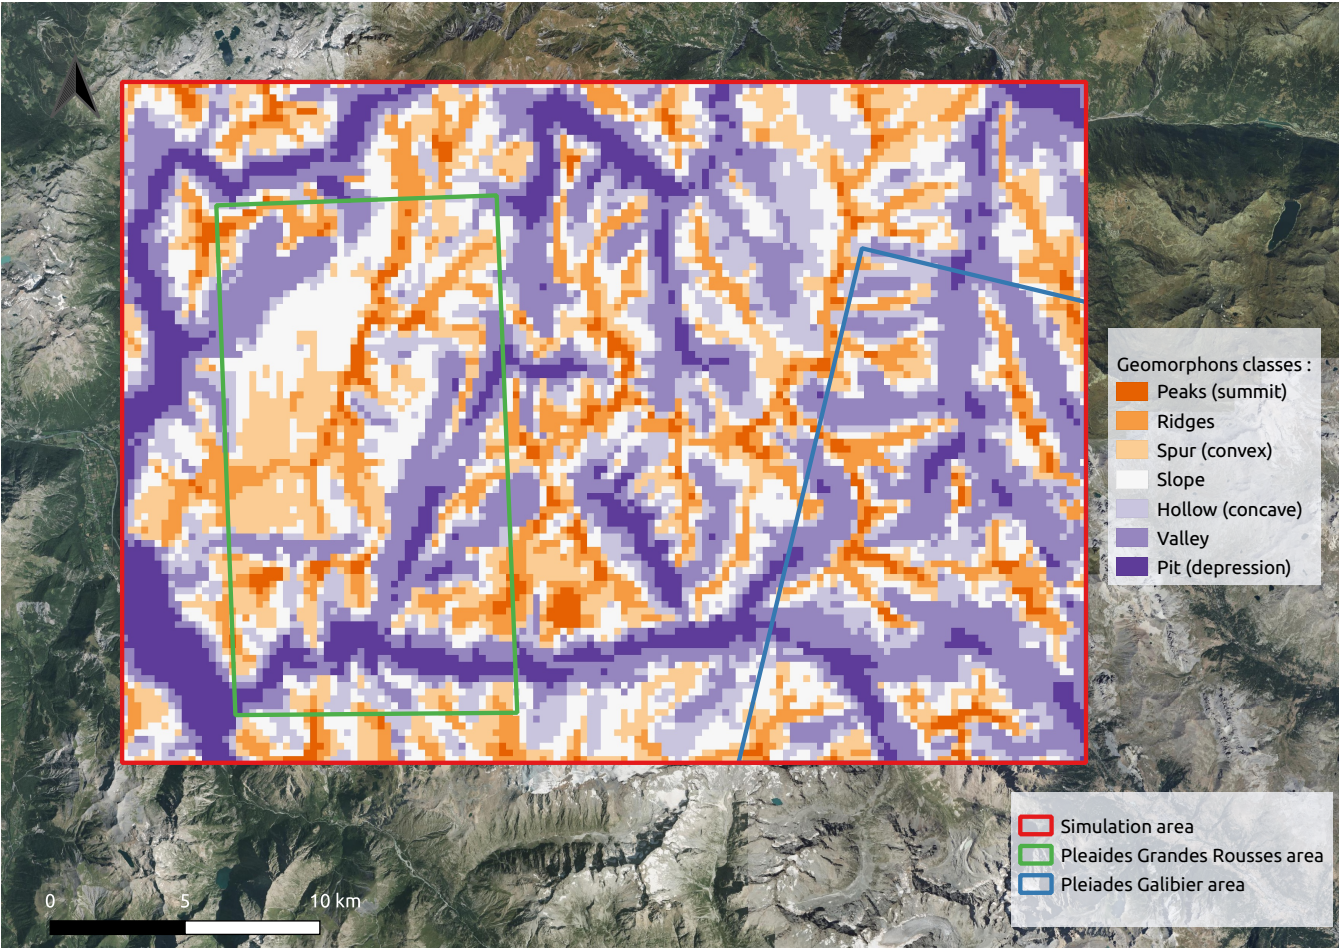 Geomorphons classes :
Peaks (summit)
Ridges
Spur (convex)
Slope
Hollow (concave)
Valley
Pit (depression)
Simulation area
Pleaides Grandes Rousses area
Pleiades Galibier area
0 5 10 km